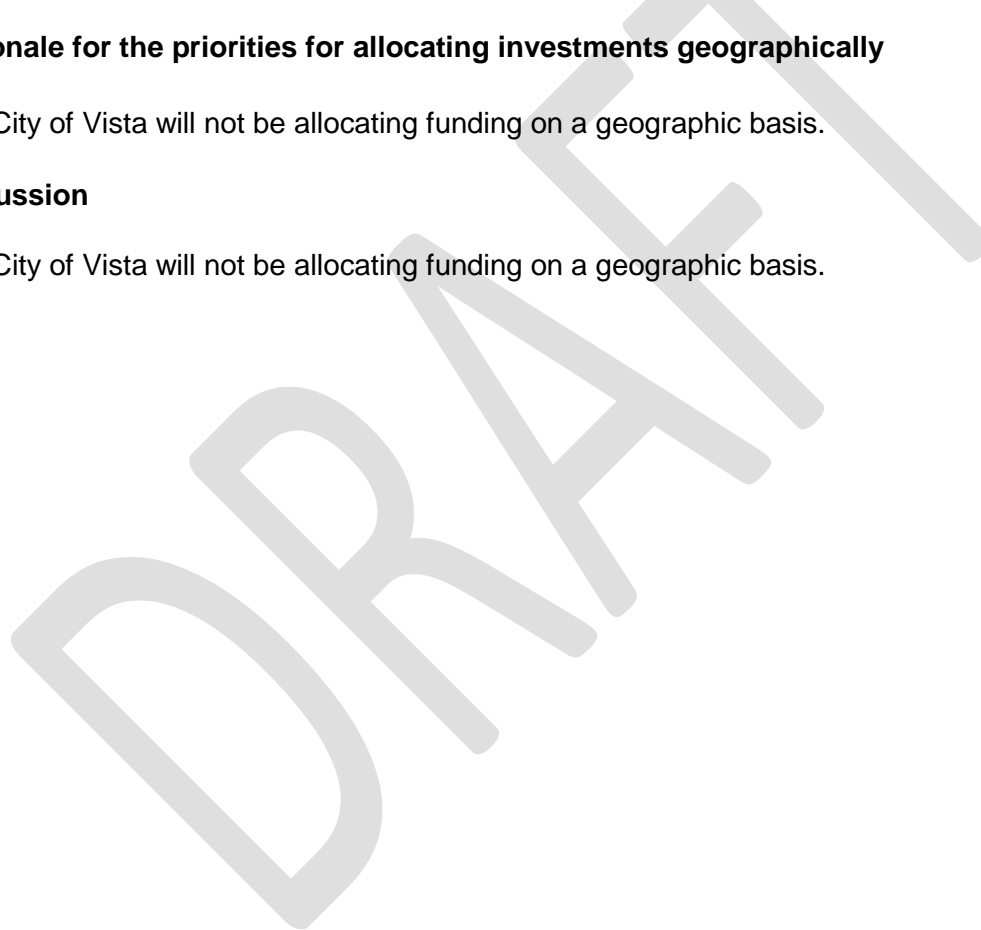 onale for the priorities for allocating investments geographically
City of Vista will not be allocating funding on a geographic basis.
ussion
City of Vista will not be allocating funding on a geographic basis.
DRAFT